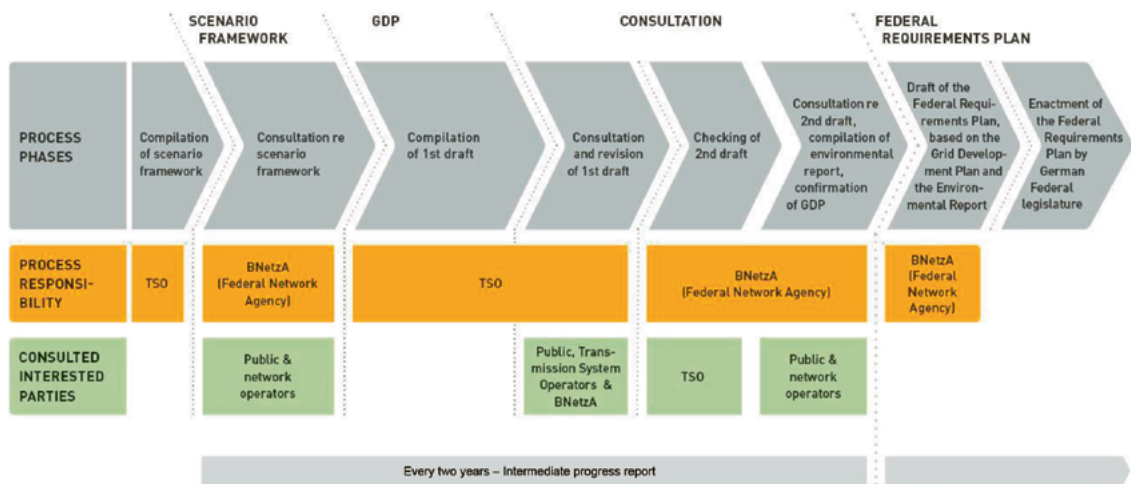 SCENARIO
FRAMEWORK
GDP
CONSULTATION
FEDERAL
REQUIREMENTS PLAN
PROCESS
PHASES
Compilation
of scenario
framework
Consultation re
scenario
framework
Compilation
of 1st draft
Consultation
and revision
of 1st draft
Checking of
2nd draft
Consultation re
2nd draft,
compilation of
environmental
report,
confirmation
of GDP
Draft of the
Federal Requi-
rements Plan,
based on the
Grid Develop-
ment Plan and
the Environ-
mental Report
Enactment of
the Federal
Requirements
Plan by
German
Federal
legislature
PROCESS
RESPONSI-
BILITY
TSO
BNetzA
(Federal Network
Agency)
TSO
BNetzA
(Federal Network Agency)
BNetzA
(Federal
Network
Agency)
CONSULTED
INTERESTED
PARTIES
Public &
network
operators
Public, Trans-
mission System
Operators &
BNetzA
TSO
Public &
network
operators
Every two years – Intermediate progress report